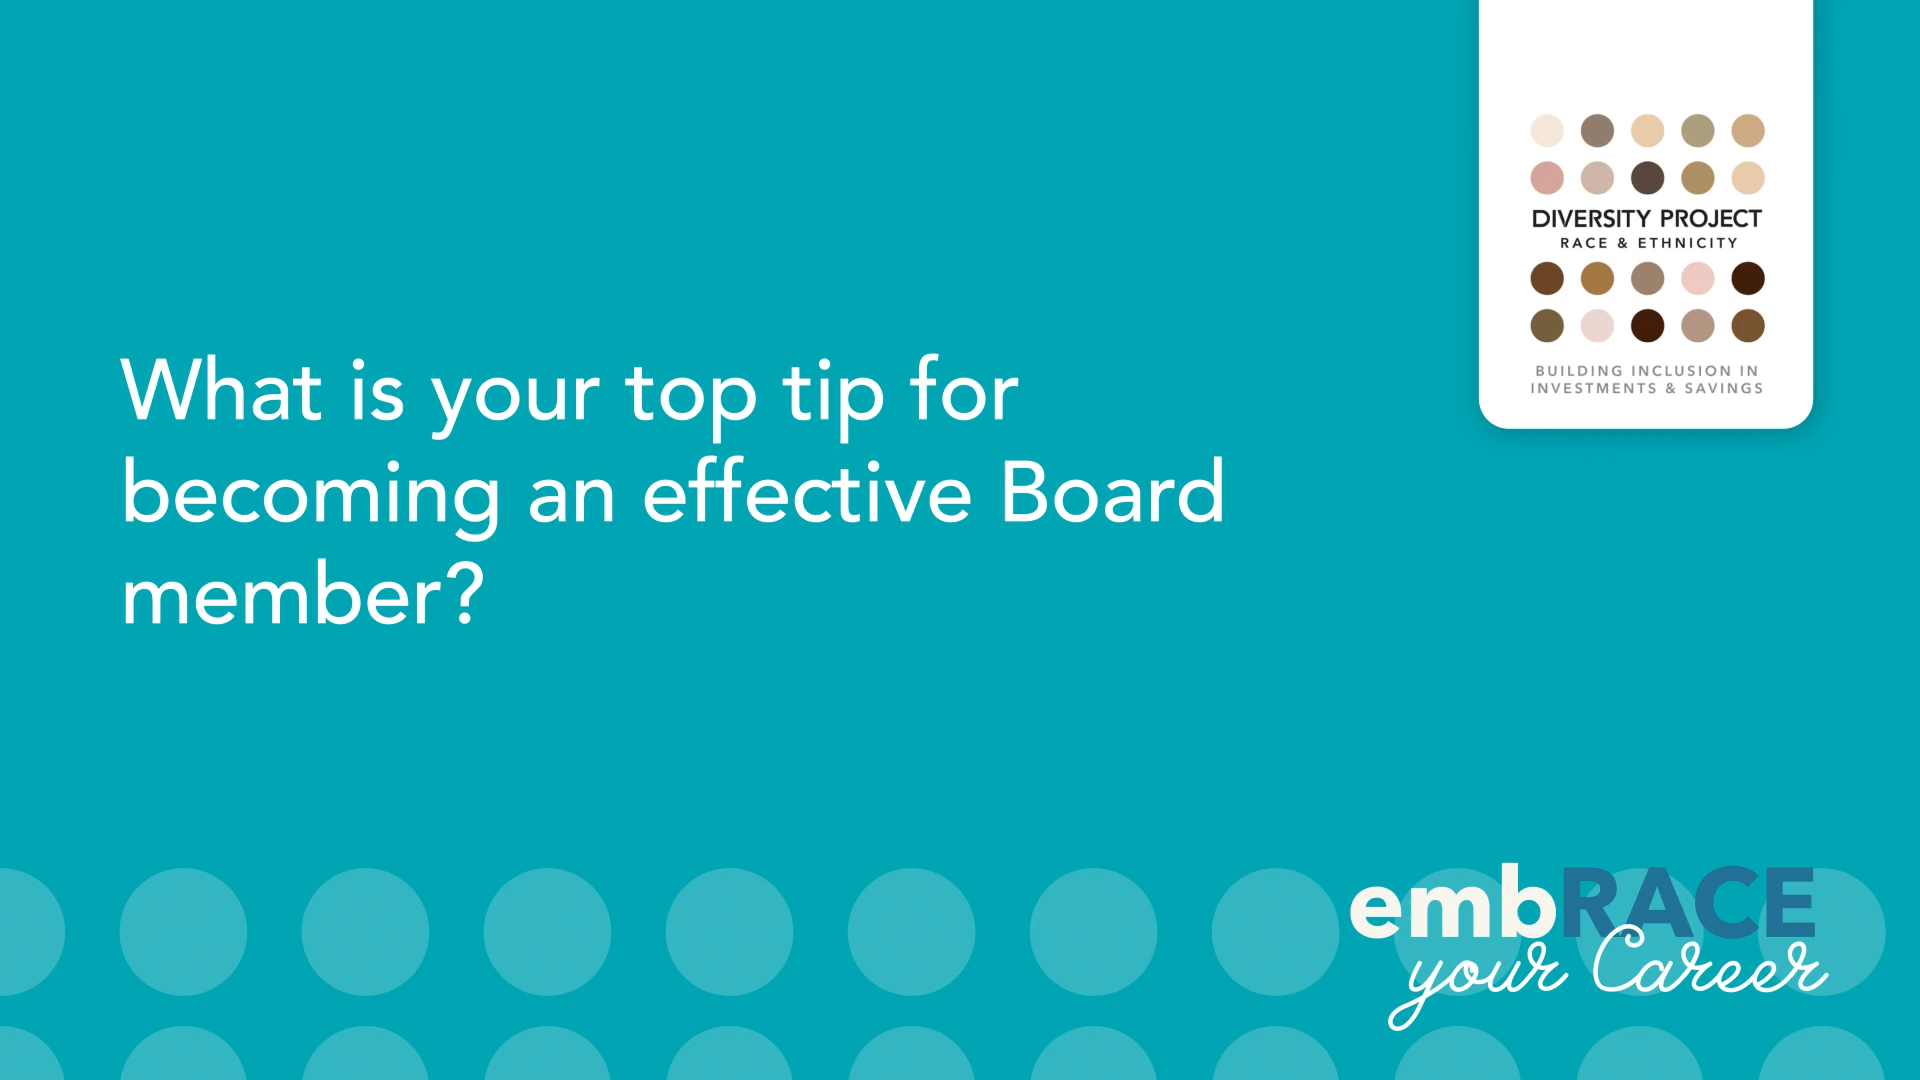 DIVERSITY PROJECT
RACE & ETHNICITY
BUILDING INCLUSION IN
INVESTMENTS & SAVINGS
What is your top tip for
becoming an effective Board
member?
embRACE
your Career